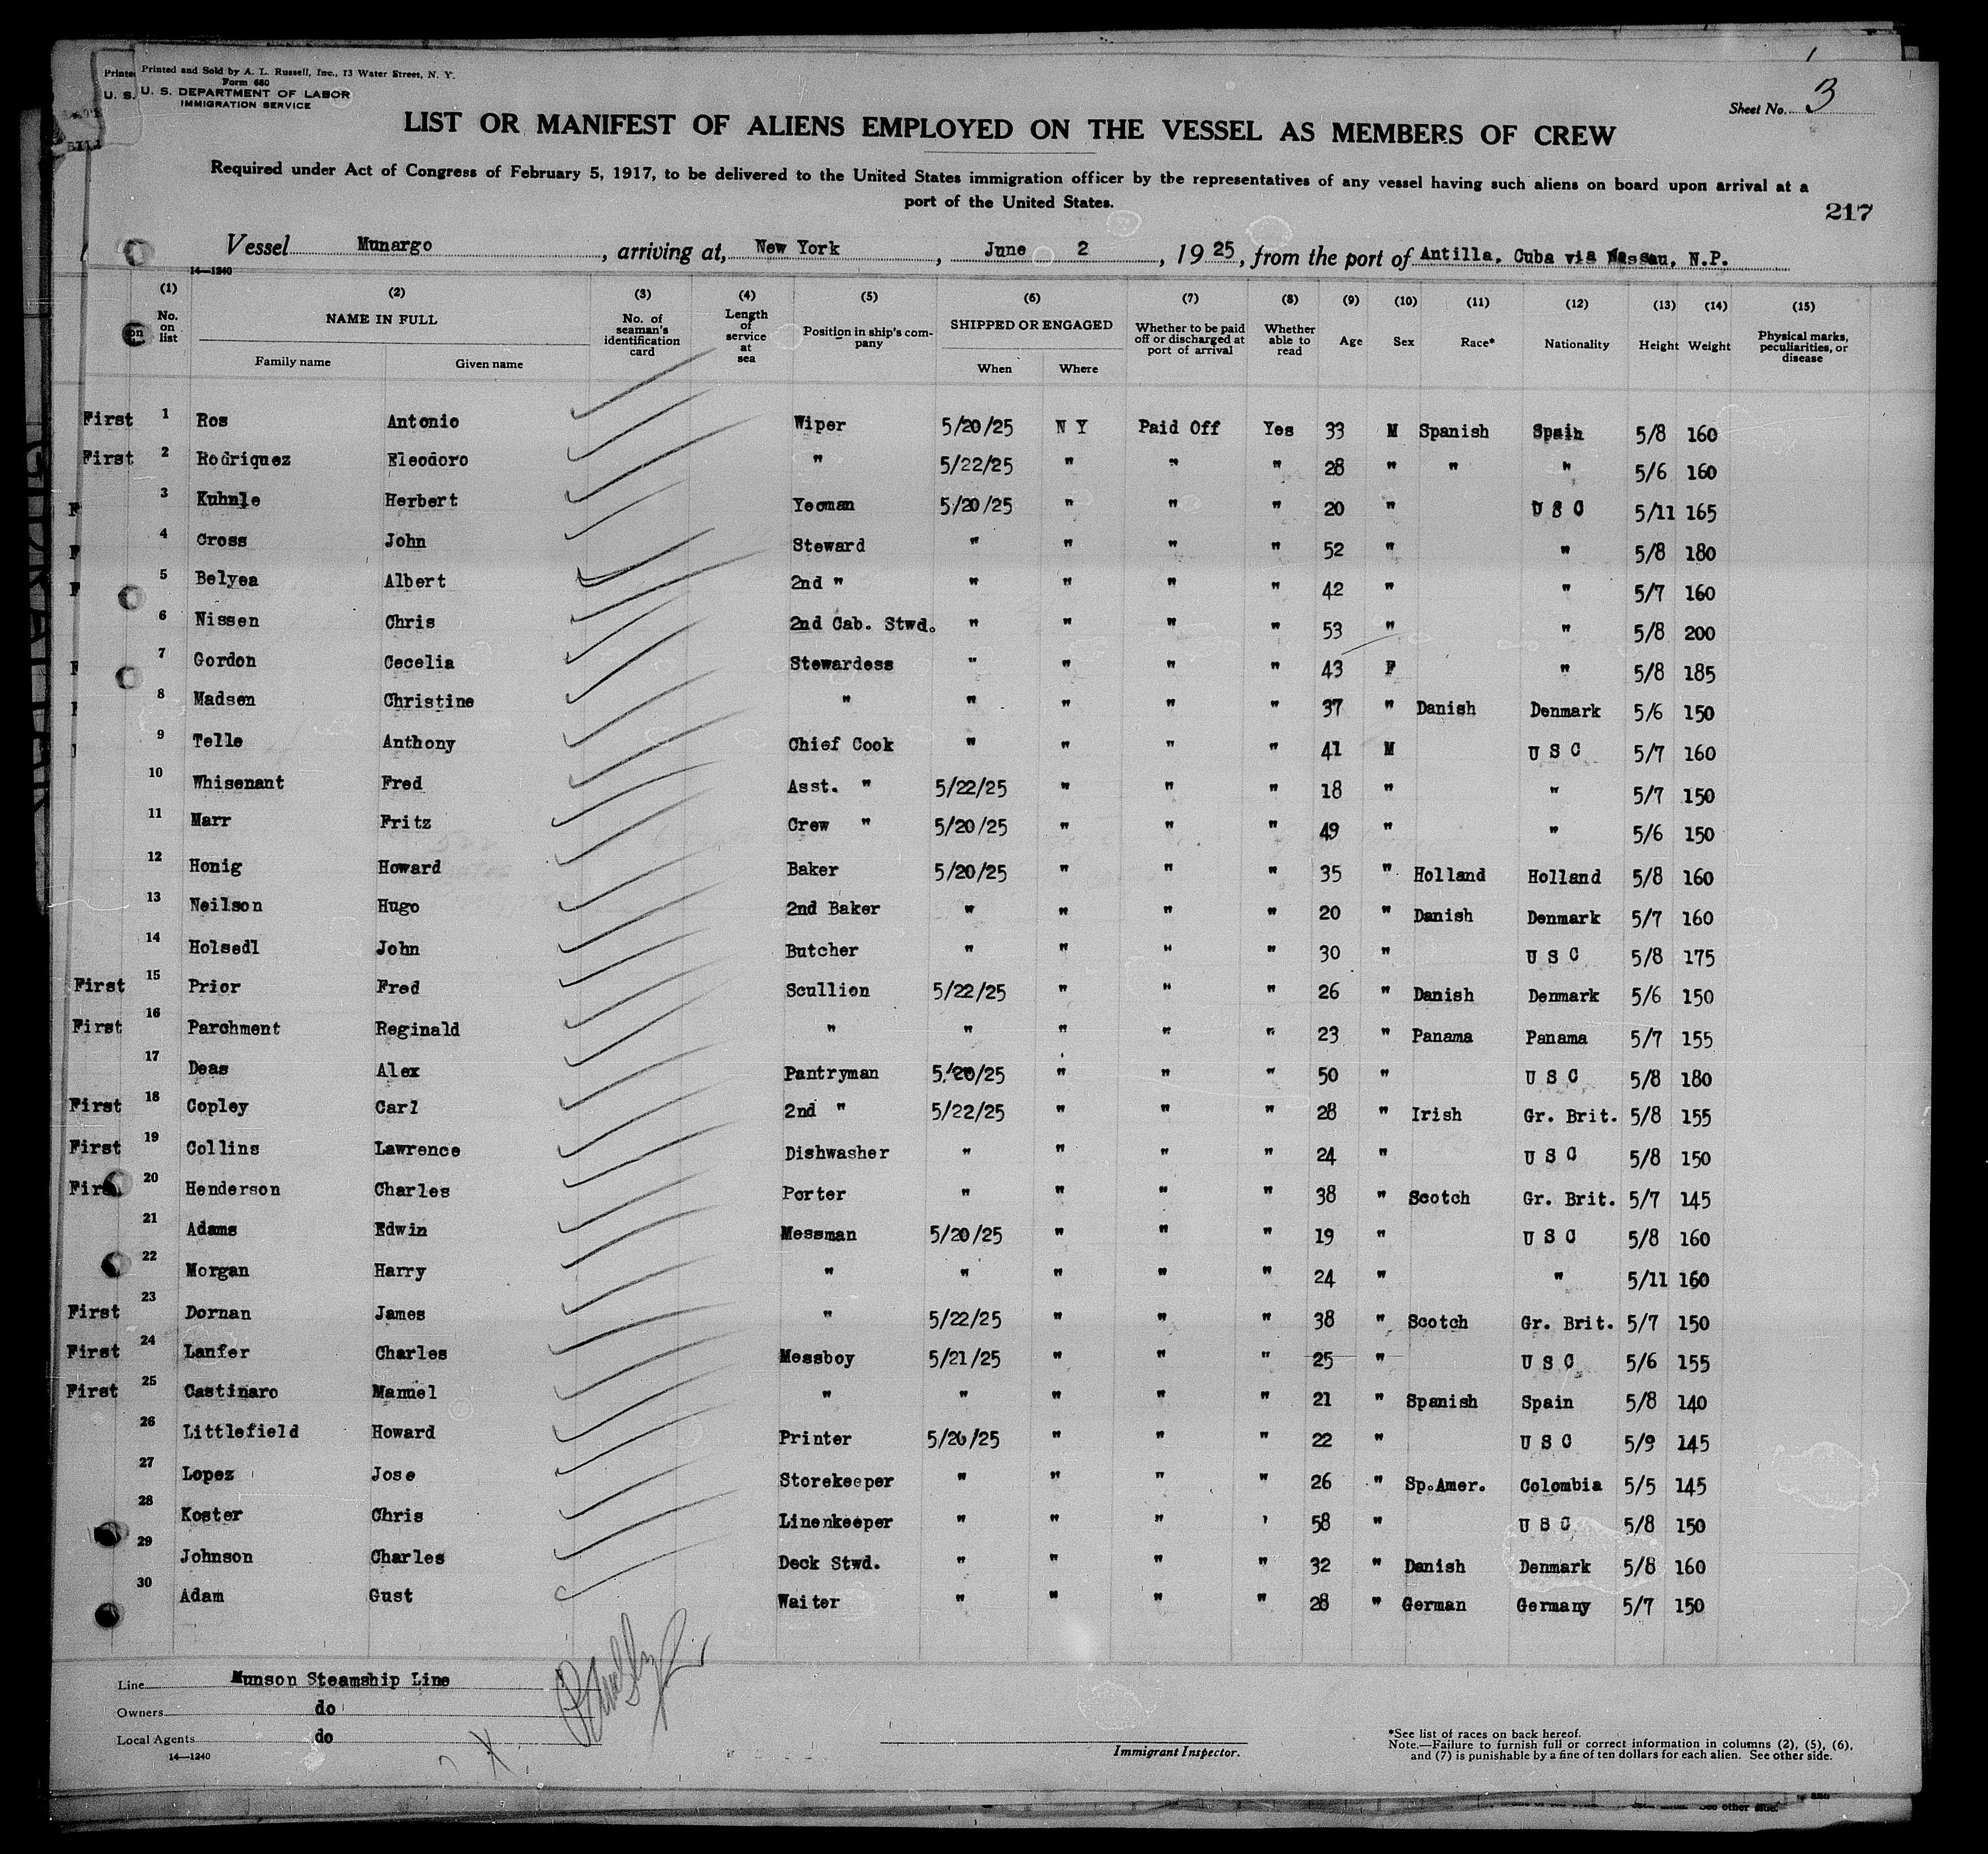 Printed and Sold by A. L. Russell, Inc., 13 Water Street, N. Y.
Form 680
U. S. DEPARTMENT OF LABOR
IMMIGRATION SERVICE
Sheet No. 3
LIST OR MANIFEST OF ALIENS EMPLOYED ON THE VESSEL AS MEMBERS OF CREW
Required under Act of Congress of February 5, 1917, to be delivered to the United States immigration officer by the representatives of any vessel having such aliens on board upon arrival at a
port of the United States.
217
Vessel Munargo, arriving at, New York, June 2, 1925, from the port of Antilla, Cuba via Nassau, N.P.
14—1240
(1) (2) (3) (4) (5) (6) (7) (8) (9) (10) (11) (12) (13) (14) (15)
No. on list NAME IN FULL Family name Given name No. of seaman's identification card Length of service at sea Position in ship's company SHIPPED OR ENGAGED When Where Whether to be paid off or discharged at port of arrival Whether able to read Age Sex Race* Nationality Height Weight Physical marks, peculiarities, or disease
First 1 Ros Antonio Wiper 5/20/25 N Y Paid Off Yes 33 M Spanish Spain 5/8 160
First 2 Rodriquez Eleodoro " 5/22/25 " " " 28 " " " 5/6 160
3 Kuhnle Herbert Yeoman 5/20/25 " " " 20 " U S C 5/11 165
4 Cross John Steward " " " " 52 " " 5/8 180
5 Belyea Albert 2nd " " " " " 42 " " 5/7 160
6 Nissen Chris 2nd Cab. Stwd. " " " " 53 " " 5/8 200
7 Gordon Cecelia Stewardess " " " " 43 F " 5/8 185
8 Madsen Christine " " " " " 37 " Danish Denmark 5/6 150
9 Telle Anthony Chief Cook " " " " 41 M U S C 5/7 160
10 Whisenant Fred Asst. " 5/22/25 " " " 18 " " 5/7 150
11 Marr Fritz Crew " 5/20/25 " " " 49 " " 5/6 150
12 Honig Howard Baker 5/20/25 " " " 35 " Holland Holland 5/8 160
13 Neilson Hugo 2nd Baker " " " " 20 " Danish Denmark 5/7 160
14 Holsedl John Butcher " " " " 30 " U S C 5/8 175
First 15 Prior Fred Scullion 5/22/25 " " " 26 " Danish Denmark 5/6 150
First 16 Parchment Reginald " " " " " 23 " Panama Panama 5/7 155
17 Deas Alex Pantryman 5/20/25 " " " 50 " U S C 5/8 180
First 18 Copley Carl 2nd " 5/22/25 " " " 28 " Irish Gr. Brit. 5/8 155
First 19 Collins Lawrence Dishwasher " " " " 24 " U S C 5/8 150
First 20 Henderson Charles Porter " " " " 38 " Scotch Gr. Brit. 5/7 145
21 Adams Edwin Messman 5/20/25 " " " 19 " U S C 5/8 160
22 Morgan Harry " " " " " 24 " " 5/11 160
First 23 Dornan James " 5/22/25 " " " 38 " Scotch Gr. Brit. 5/7 150
First 24 Lanfer Charles Messboy 5/21/25 " " " 25 " U S C 5/6 155
First 25 Castinaro Manuel " " " " " 21 " Spanish Spain 5/8 140
26 Littlefield Howard Printer 5/20/25 " " " 22 " U S C 5/9 145
27 Lopez Jose Storekeeper " " " " 26 " Sp.Amer. Colombia 5/5 145
28 Koster Chris Linenkeeper " " " " 58 " U S C 5/8 150
29 Johnson Charles Deck Stwd. " " " " 32 " Danish Denmark 5/8 160
30 Adam Gust Waiter " " " " 28 " German Germany 5/7 150
Line Munson Steamship Line
Owners do
Local Agents do
14—1240
Immigrant Inspector.
*See list of races on back hereof.
Note.—Failure to furnish full or correct information in columns (2), (5), (6),
and (7) is punishable by a fine of ten dollars for each alien. See other side.
See other side.